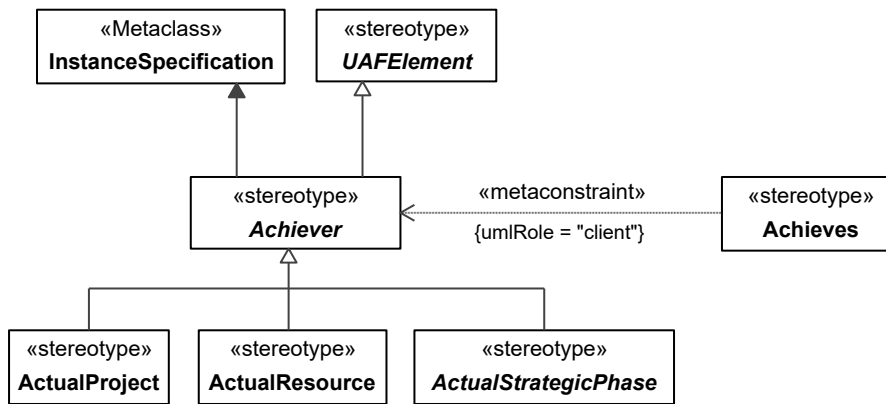 «Metaclass»
InstanceSpecification
«stereotype»
UAFElement
«stereotype»
Achiever
«metaconstraint»
{umlRole = "client"}
«stereotype»
Achieves
«stereotype»
ActualProject
«stereotype»
ActualResource
«stereotype»
ActualStrategicPhase